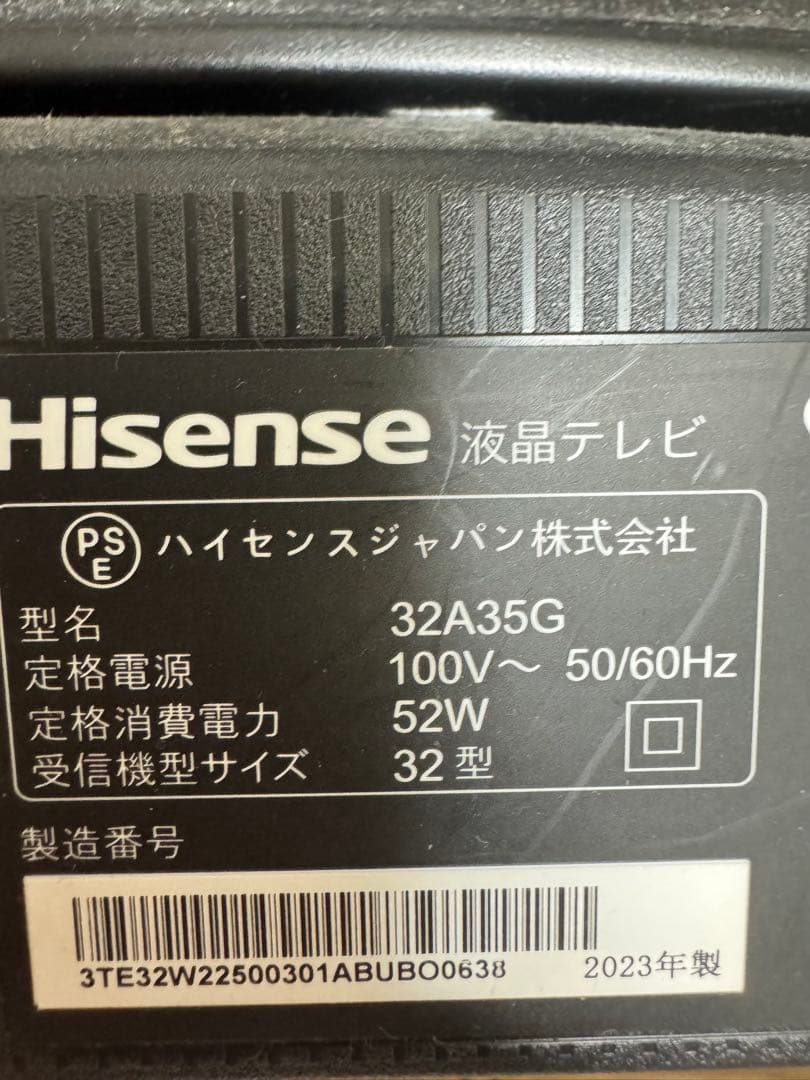 Hisense 液晶テレビ
PSE ハイセンスジャパン株式会社
型名 32A35G
定格電源 100V～ 50/60Hz
定格消費電力 52W
受信機型サイズ 32型
製造番号
3TE32W22500301ABUBO0638 2023年製